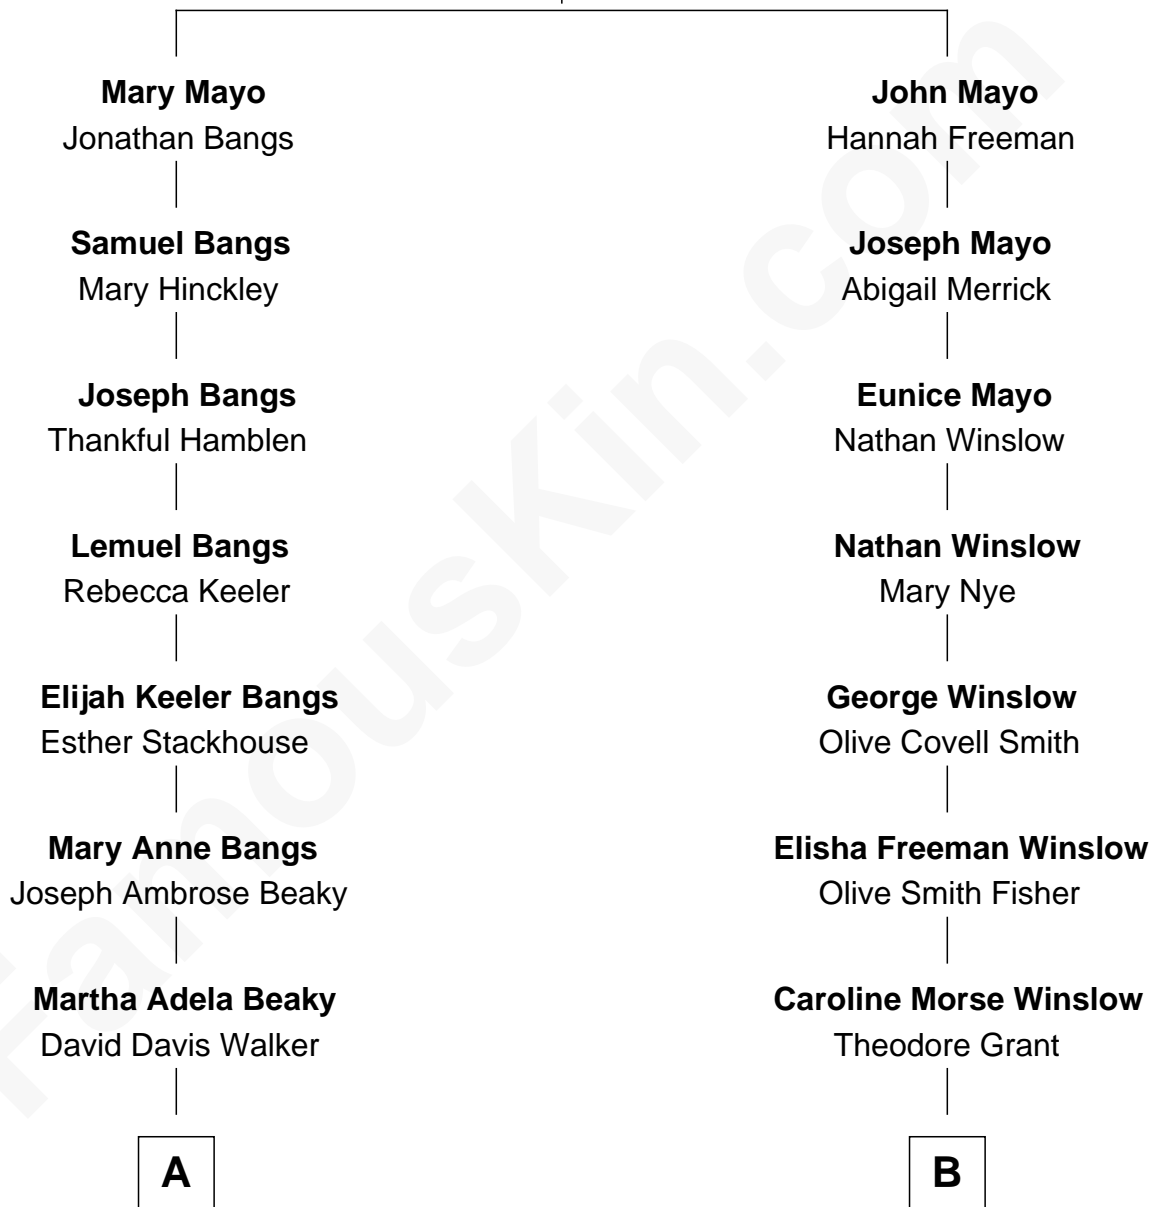 Mary Mayo
Jonathan Bangs
Samuel Bangs
Mary Hinckley
Joseph Bangs
Thankful Hamblen
Lemuel Bangs
Rebecca Keeler
Elijah Keeler Bangs
Esther Stackhouse
Mary Anne Bangs
Joseph Ambrose Beaky
Martha Adela Beaky
David Davis Walker
A
John Mayo
Hannah Freeman
Joseph Mayo
Abigail Merrick
Eunice Mayo
Nathan Winslow
Nathan Winslow
Mary Nye
George Winslow
Olive Covell Smith
Elisha Freeman Winslow
Olive Smith Fisher
Caroline Morse Winslow
Theodore Grant
B
FamousKin.com